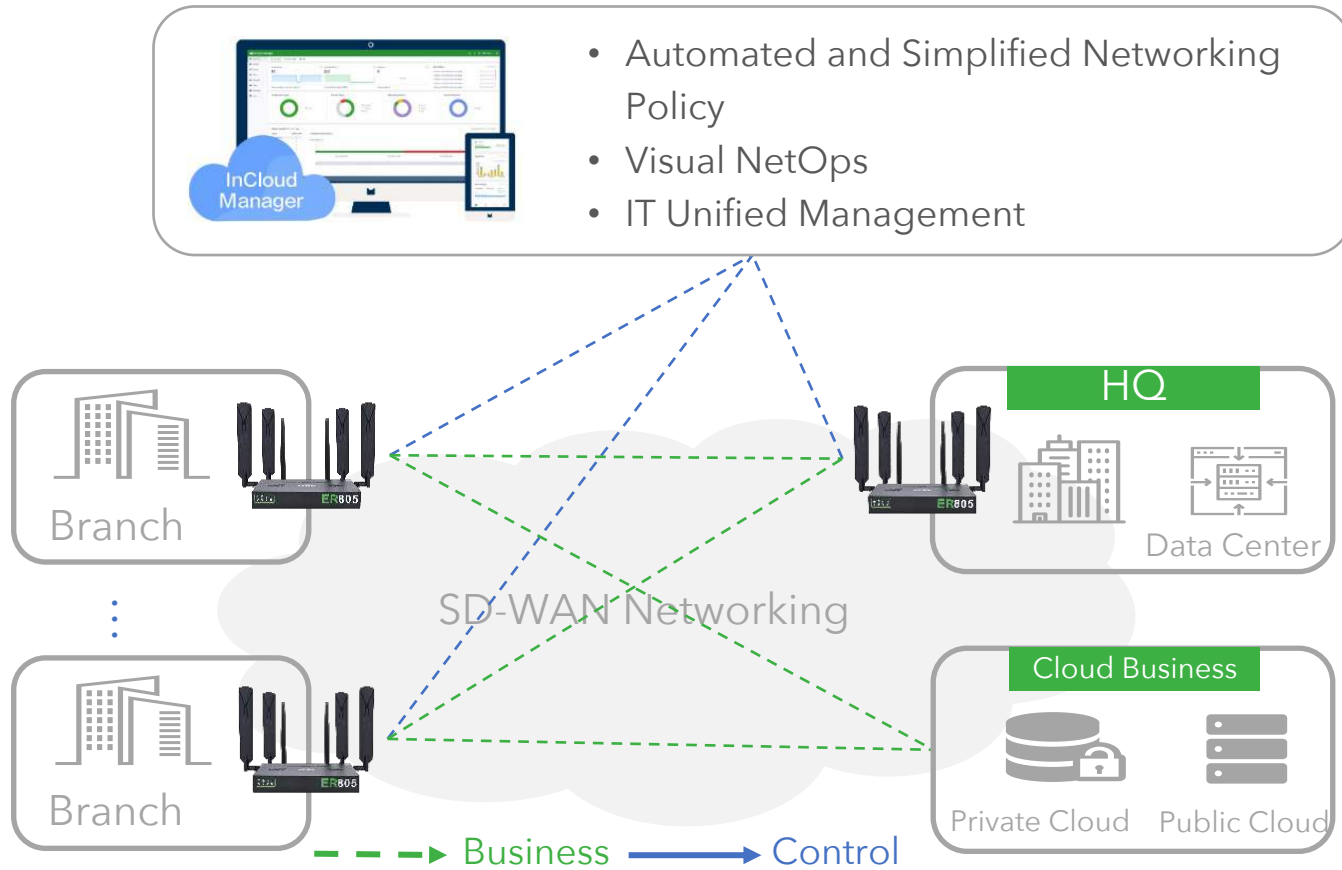 • Automated and Simplified Networking
Policy
• Visual NetOps
• IT Unified Management
InCloud
Manager
HQ
ER805
ER805
Branch
Data Center
SD-WAN Networking
Cloud Business
ER805
Branch
Private Cloud
Public Cloud
Business
Control